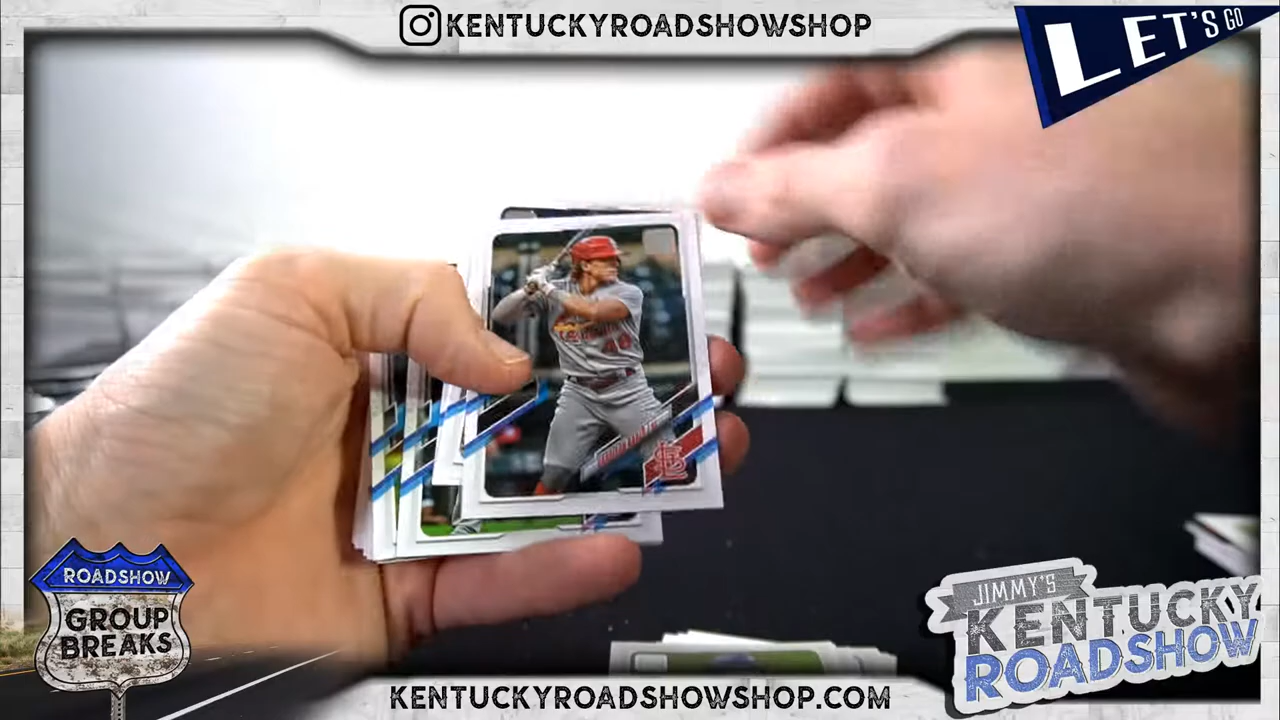 KENTUCKYROADSHOWSHOP
LET'S GO
ROADSHOW
GROUP
BREAKS
JIMMY'S
KENTUCKY
ROADSHOW
KENTUCKYROADSHOWSHOP.COM